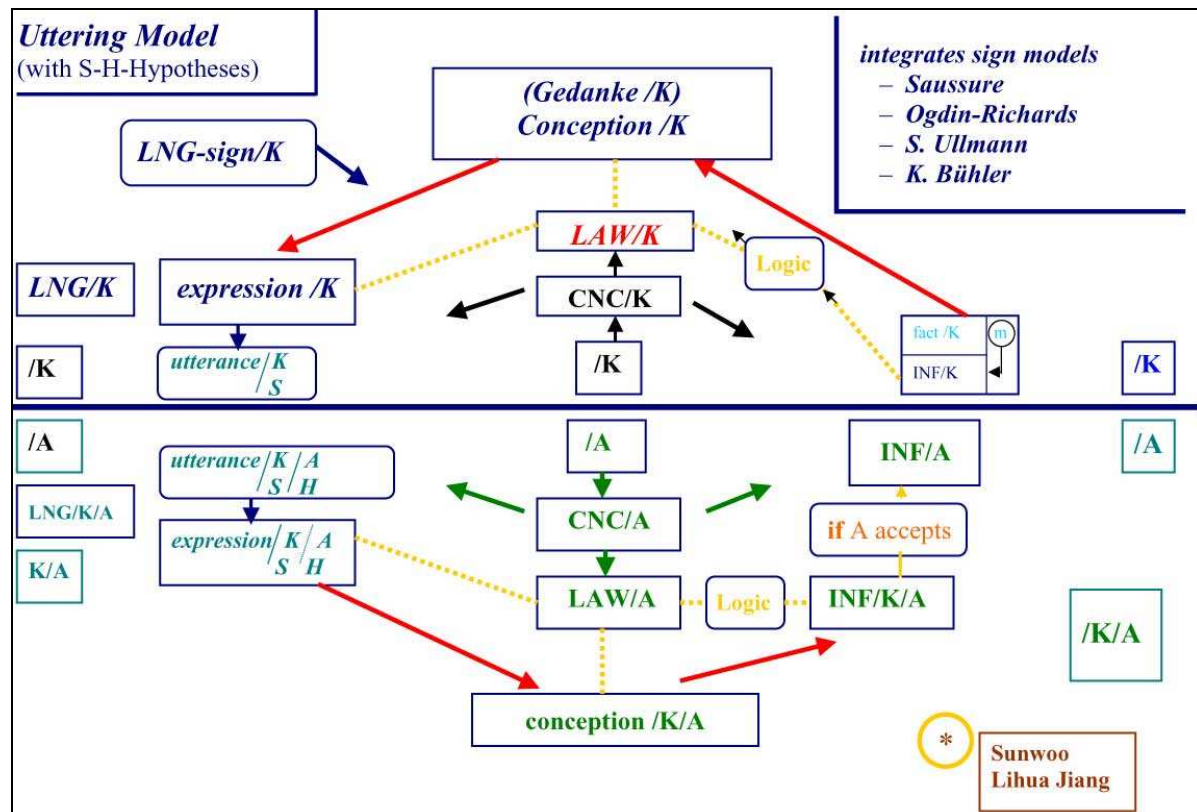 Uttering Model
(with S-H-Hypotheses)
integrates sign models
– Saussure
– Ogdin-Richards
– S. Ullmann
– K. Bühler
(Gedanke /K)
Conception /K
LNG-sign/K
LAW/K
Logic
LNG/K
expression /K
CNC/K
fact /K
m
INF/K
/K
utterance/K
S
/K
/K
/A
utterance/K/A
S H
/A
INF/A
/A
LNG/K/A
CNC/A
if A accepts
expression/K/A
S H
K/A
LAW/A
Logic
INF/K/A
/K/A
conception /K/A
*
Sunwoo
Lihua Jiang